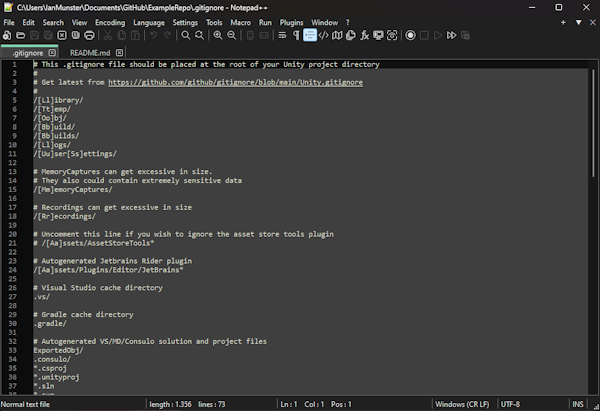 C:\Users\IanMunster\Documents\GitHub\ExampleRepo\.gitignore - Notepad++
File Edit Search View Encoding Language Settings Tools Macro Run Plugins Window ?
.gitignore README.md
1 # This .gitignore file should be placed at the root of your Unity project directory
2 #
3 # Get latest from https://github.com/github/gitignore/blob/main/Unity.gitignore
4 #
5 /[Ll]ibrary/
6 /[Tt]emp/
7 /[Oo]bj/
8 /[Bb]uild/
9 /[Bb]uilds/
10 /[Ll]ogs/
11 /[Uu]ser[Ss]ettings/
12
13 # MemoryCaptures can get excessive in size.
14 # They also could contain extremely sensitive data
15 /[Mm]emoryCaptures/
16
17 # Recordings can get excessive in size
18 /[Rr]ecordings/
19
20 # Uncomment this line if you wish to ignore the asset store tools plugin
21 # /[Aa]ssets/AssetStoreTools*
22
23 # Autogenerated Jetbrains Rider plugin
24 /[Aa]ssets/Plugins/Editor/JetBrains*
25
26 # Visual Studio cache directory
27 .vs/
28
29 # Gradle cache directory
30 .gradle/
31
32 # Autogenerated VS/MD/Consulo solution and project files
33 ExportedObj/
34 .consulo/
35 *.csproj
36 *.unityproj
37 *.sln
Normal text file length : 1.356 lines : 73 Ln : 1 Col : 1 Pos : 1 Windows (CR LF) UTF-8 INS